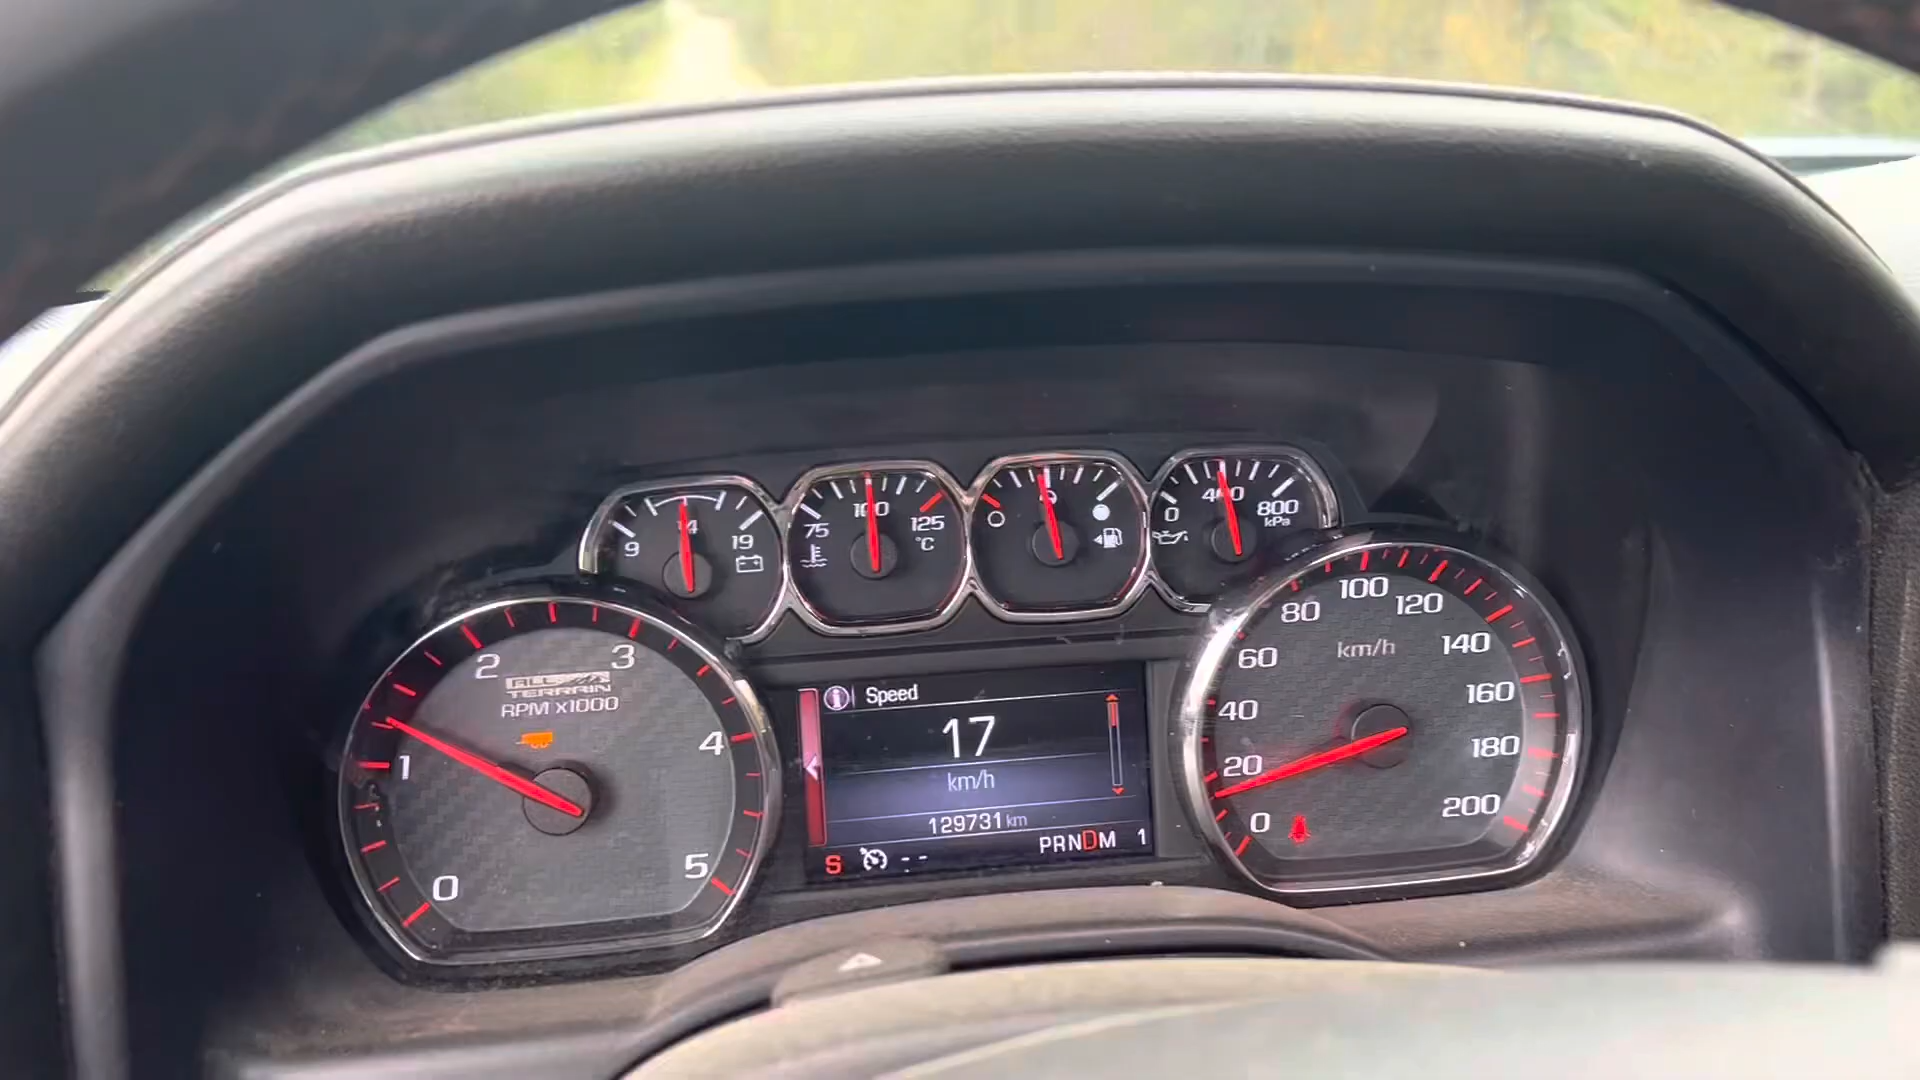 9 14 19
75 100 125
°C
0 400 800
kPa
2 3
ALL
TERRAIN
RPM X1000
1 4
0 5
Speed
17
km/h
129731 km
PRNDM 1
S --
80 100 120
60 km/h 140
40 160
20 180
0 200